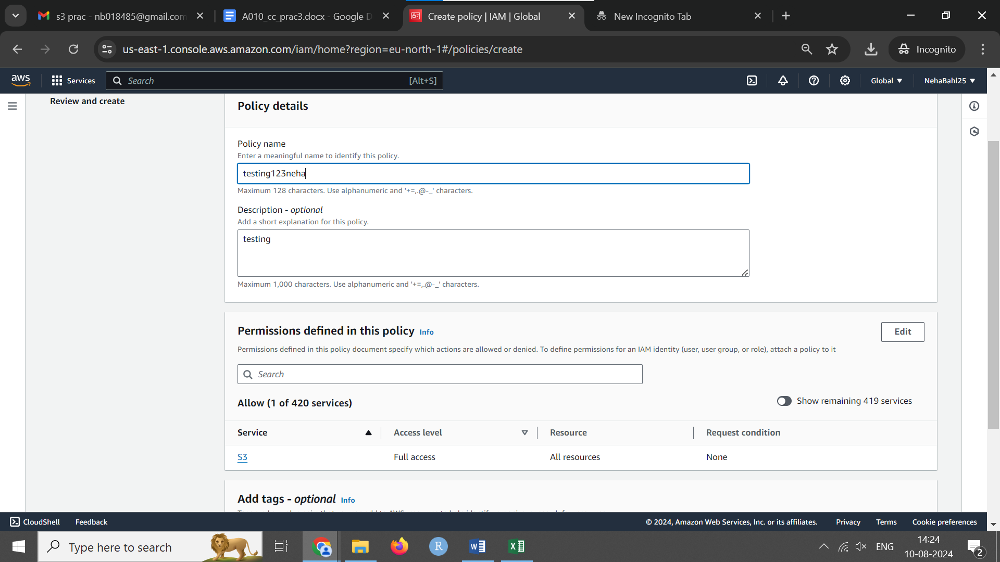 s3 prac - nb018485@gmail.com
A010_cc_prac3.docx - Google D
Create policy | IAM | Global
New Incognito Tab
us-east-1.console.aws.amazon.com/iam/home?region=eu-north-1#/policies/create
Incognito
aws
Services
Search
[Alt+S]
Global
NehaBahl25
Review and create
Policy details
Policy name
Enter a meaningful name to identify this policy.
testing123neha
Maximum 128 characters. Use alphanumeric and '+=,.@-_' characters.
Description - optional
Add a short explanation for this policy.
testing
Maximum 1,000 characters. Use alphanumeric and '+=,.@-_' characters.
Permissions defined in this policy Info
Edit
Permissions defined in this policy document specify which actions are allowed or denied. To define permissions for an IAM identity (user, user group, or role), attach a policy to it
Search
Allow (1 of 420 services)
Show remaining 419 services
Service Access level Resource Request condition
S3 Full access All resources None
Add tags - optional Info
CloudShell
Feedback
© 2024, Amazon Web Services, Inc. or its affiliates.
Privacy
Terms
Cookie preferences
Type here to search
R
W
X
ENG
14:24
10-08-2024
2